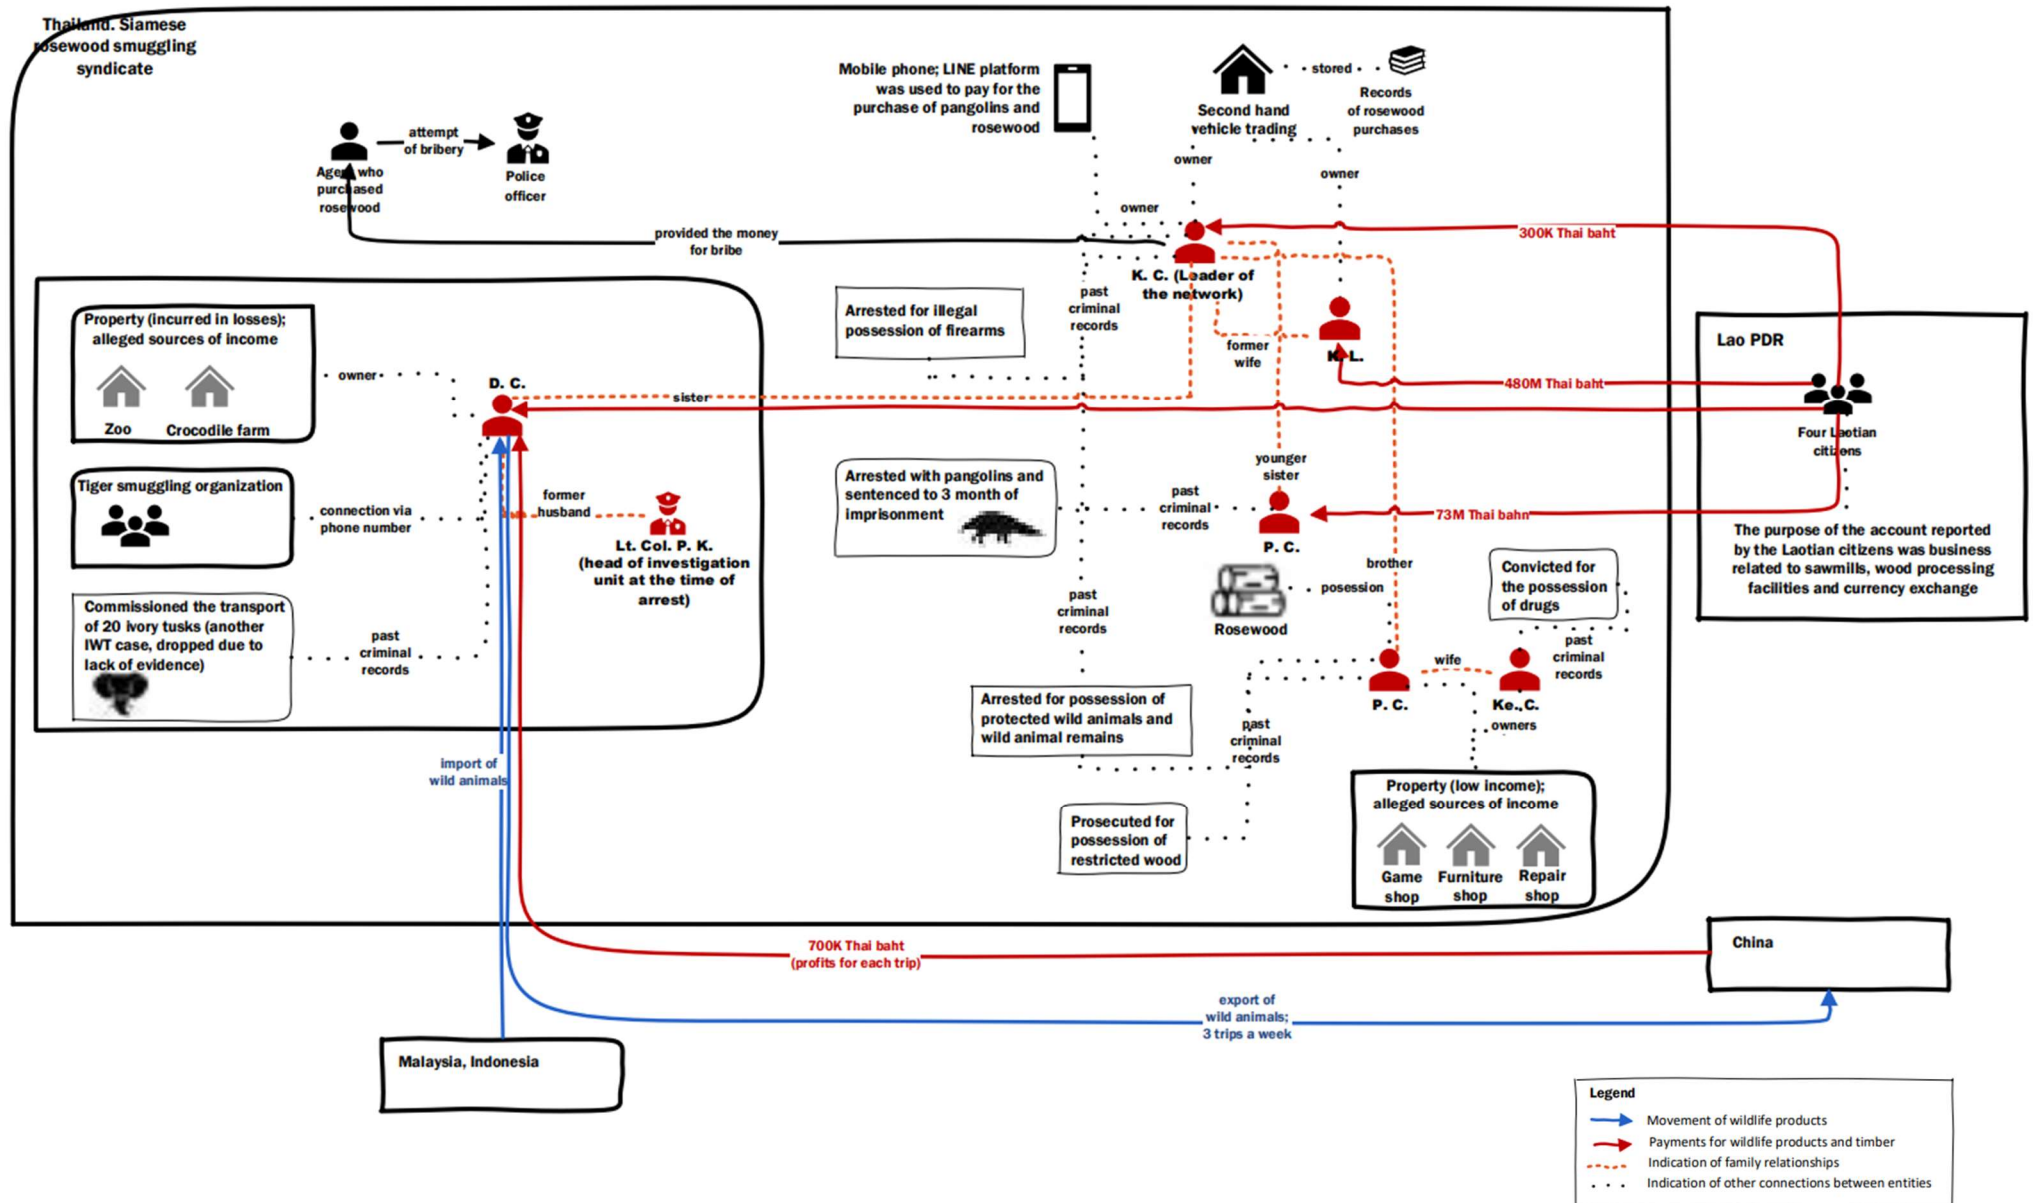 Thailand. Siamese
rosewood smuggling
syndicate
Mobile phone; LINE platform
was used to pay for the
purchase of pangolins and
rosewood
Second hand
vehicle trading
stored
Records
of rosewood
purchases
attempt
of bribery
Agent who
purchased
rosewood
Police
officer
owner
owner
owner
provided the money
for bribe
300K Thai baht
K. C. (Leader of
the network)
past
criminal
records
Arrested for illegal
possession of firearms
former
wife
K. L.
Property (incurred in losses);
alleged sources of income
Zoo
Crocodile farm
owner
D. C.
sister
480M Thai baht
Lao PDR
Four Laotian
citizens
The purpose of the account reported
by the Laotian citizens was business
related to sawmills, wood processing
facilities and currency exchange
Tiger smuggling organization
connection via
phone number
former
husband
Lt. Col. P. K.
(head of investigation
unit at the time of
arrest)
Arrested with pangolins and
sentenced to 3 month of
imprisonment
past
criminal
records
younger
sister
P. C.
73M Thai bahn
Commissioned the transport
of 20 ivory tusks (another
IWT case, dropped due to
lack of evidence)
past
criminal
records
past
criminal
records
Rosewood
posession
brother
Convicted for
the possession
of drugs
past
criminal
records
wife
P. C.
Ke., C.
owners
Arrested for possession of
protected wild animals and
wild animal remains
past
criminal
records
Prosecuted for
possession of
restricted wood
Property (low income);
alleged sources of income
Game
shop
Furniture
shop
Repair
shop
import of
wild animals
700K Thai baht
(profits for each trip)
China
export of
wild animals;
3 trips a week
Malaysia, Indonesia
Legend
Movement of wildlife products
Payments for wildlife products and timber
Indication of family relationships
Indication of other connections between entities